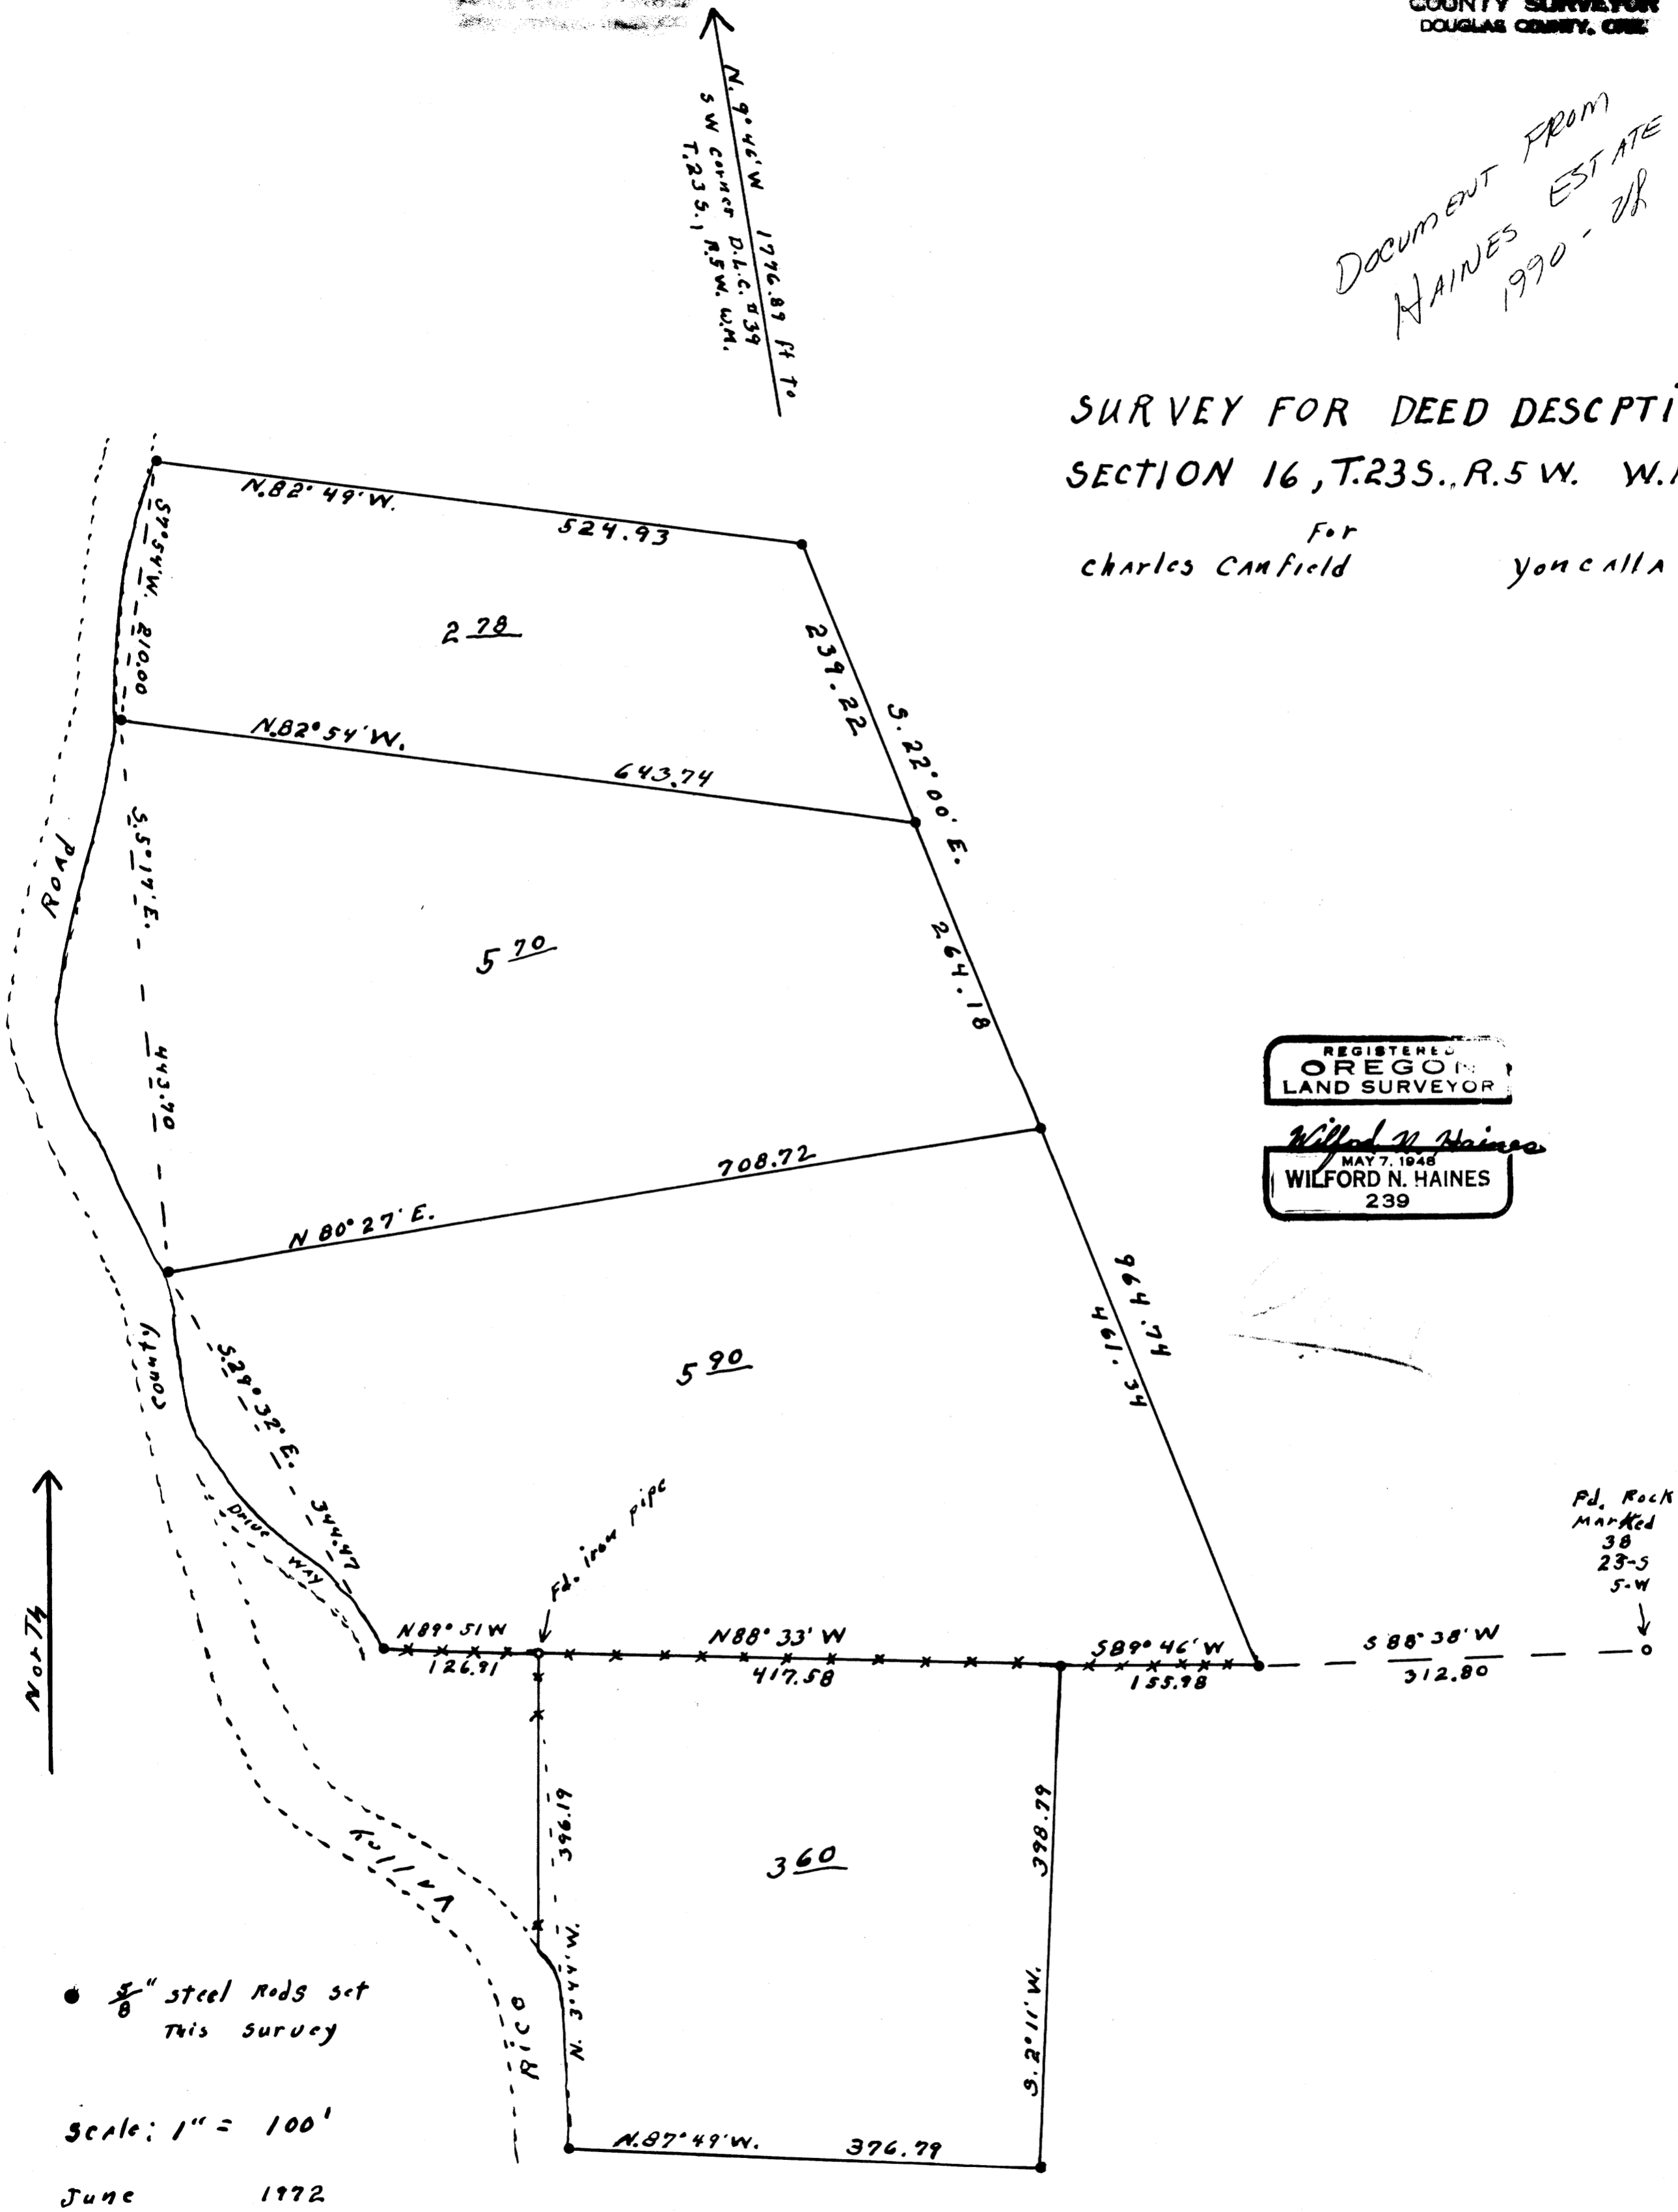 COUNTY SURVEYOR
DOUGLAS COUNTY, ORE.
DOCUMENT FROM
HAINES ESTATE
1990 - 
N. 9° 46' W 1776.89 ft to
S W Corner D.L.C. #39
T.23 S., R.5 W. W.M.
SURVEY FOR DEED DESCPTI
SECTION 16, T.23S., R.5 W. W.
For
Charles Canfield Yoncalla
N.82° 49' W.
524.93
S7° 54' W. 210.00
2 78
239.22
S. 22° 00' E.
N.82° 54' W.
643.74
S.5° 17' E. 443.70
ROAD
5 70
264.18
REGISTERED
OREGON
LAND SURVEYOR
Wilford N. Haines
MAY 7, 1948
WILFORD N. HAINES
239
708.72
N 80° 27' E.
964.74
461.34
County
S.29° 32' E. 344.47
5 90
Drive
Way
Fd. iron pipe
Fd. Rock
Marked
38
23-S
5-W
North
N89° 51 W
126.91
N88° 33' W
417.58
S89° 46' W
155.98
S 88° 38' W
312.80
396.19
N. 3° 44' W.
3 60
398.79
S. 2° 11' W.
Valley
Rico
5/8" steel Rods set
This Survey
N.87° 49' W. 376.79
Scale: 1" = 100'
June 1972